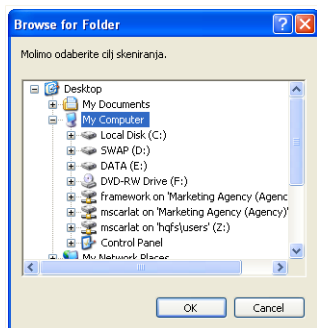 Browse for Folder
Molimo odaberite cilj skeniranja.
Desktop
My Documents
My Computer
Local Disk (C:)
SWAP (D:)
DATA (E:)
DVD-RW Drive (F:)
framework on 'Marketing Agency (Agenc
mscarlat on 'Marketing Agency (Agency)'
mscarlat on 'hqfs\users' (Z:)
Control Panel
My Network Places
OK Cancel